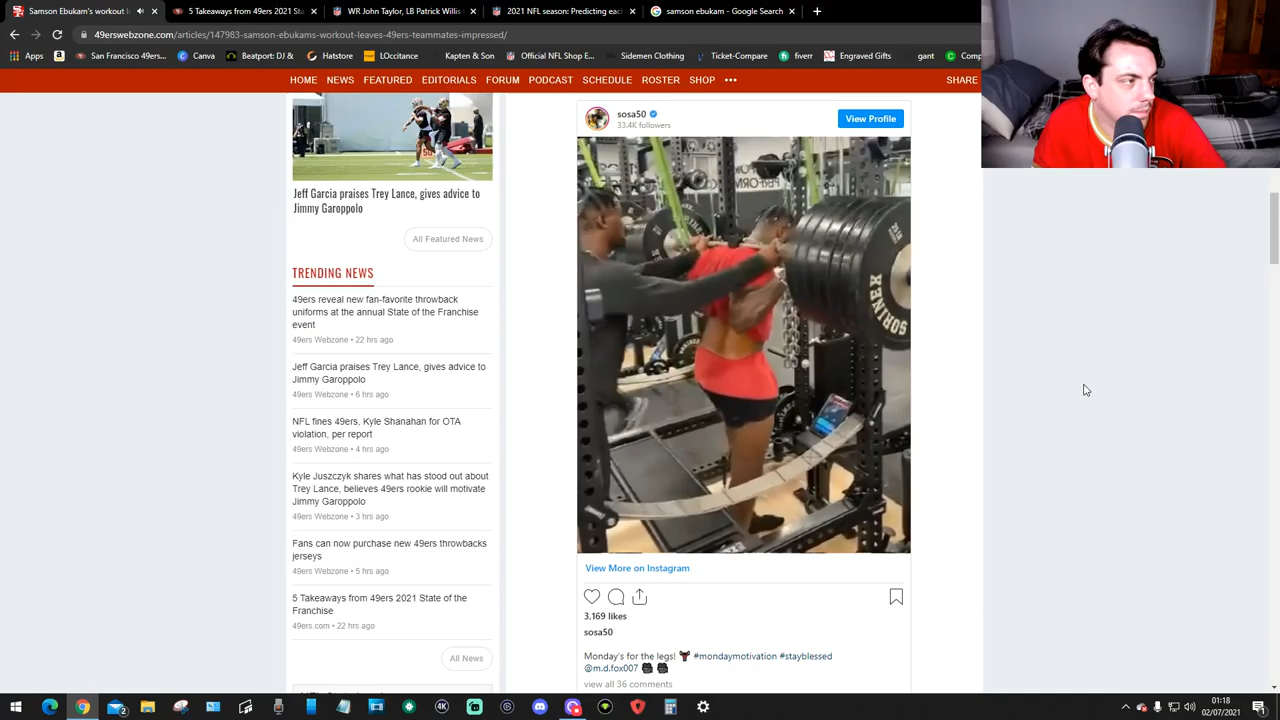 Samson Ebukam's workout le
5 Takeaways from 49ers 2021 Sta
WR John Taylor, LB Patrick Willis
2021 NFL season: Predicting eac
samson ebukam - Google Search
49erswebzone.com/articles/147983-samson-ebukams-workout-leaves-49ers-teammates-impressed/
Apps
San Francisco 49ers...
Canva
Beatport: DJ &
Hatstore
LOccitance
Kapten & Son
Official NFL Shop E...
Sidemen Clothing
Ticket-Compare
fiverr
Engraved Gifts
gant
Comp
HOME
NEWS
FEATURED
EDITORIALS
FORUM
PODCAST
SCHEDULE
ROSTER
SHOP
SHARE
Jeff Garcia praises Trey Lance, gives advice to
Jimmy Garoppolo
All Featured News
TRENDING NEWS
49ers reveal new fan-favorite throwback
uniforms at the annual State of the Franchise
event
49ers Webzone • 22 hrs ago
Jeff Garcia praises Trey Lance, gives advice to
Jimmy Garoppolo
49ers Webzone • 6 hrs ago
NFL fines 49ers, Kyle Shanahan for OTA
violation, per report
49ers Webzone • 4 hrs ago
Kyle Juszczyk shares what has stood out about
Trey Lance, believes 49ers rookie will motivate
Jimmy Garoppolo
49ers Webzone • 3 hrs ago
Fans can now purchase new 49ers throwbacks
jerseys
49ers Webzone • 5 hrs ago
5 Takeaways from 49ers 2021 State of the
Franchise
49ers.com • 22 hrs ago
All News
sosa50
33.4K followers
View Profile
SORINEX
View More on Instagram
3,169 likes
sosa50
Monday's for the legs! #mondaymotivation #stayblessed
@m.d.fox007
view all 36 comments
01:18
02/07/2021